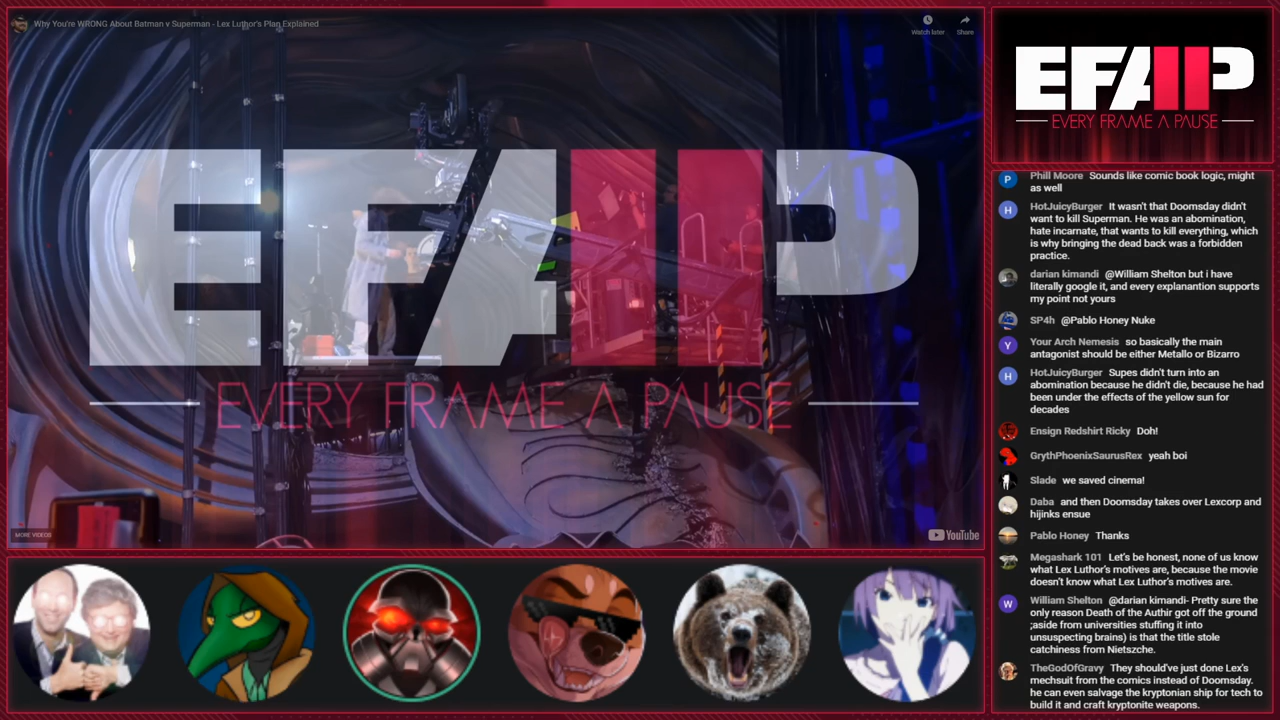 Why You're WRONG About Batman v Superman - Lex Luthor's Plan Explained
Watch later
Share
EFAP
EVERY FRAME A PAUSE
MORE VIDEOS
YouTube
EFAP
EVERY FRAME A PAUSE
P
Phill Moore Sounds like comic book logic, might
as well
H
HotJuicyBurger It wasn't that Doomsday didn't
want to kill Superman. He was an abomination,
hate incarnate, that wants to kill everything, which
is why bringing the dead back was a forbidden
practice.
darian kimandi @William Shelton but i have
literally google it, and every explanantion supports
my point not yours
SP4h @Pablo Honey Nuke
Y
Your Arch Nemesis so basically the main
antagonist should be either Metallo or Bizarro
H
HotJuicyBurger Supes didn't turn into an
abomination because he didn't die, because he had
been under the effects of the yellow sun for
decades
Ensign Redshirt Ricky Doh!
GrythPhoenixSaurusRex yeah boi
Slade we saved cinema!
Daba and then Doomsday takes over Lexcorp and
hijinks ensue
Pablo Honey Thanks
Megashark 101 Let's be honest, none of us know
what Lex Luthor's motives are, because the movie
doesn't know what Lex Luthor's motives are.
W
William Shelton @darian kimandi- Pretty sure the
only reason Death of the Authir got off the ground
;aside from universities stuffing it into
unsuspecting brains) is that the title stole
catchiness from Nietszche.
TheGodOfGravy They should've just done Lex's
mechsuit from the comics instead of Doomsday.
he can even salvage the kryptonian ship for tech to
build it and craft kryptonite weapons.